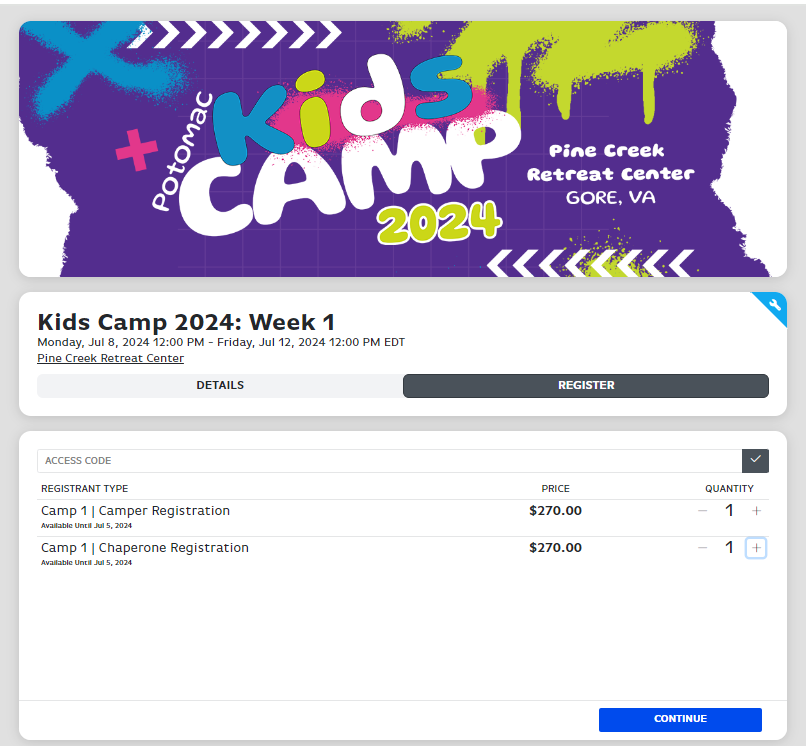 Potomac
Kids
CAMP
2024
Pine Creek
Retreat Center
GORE, VA
Kids Camp 2024: Week 1
Monday, Jul 8, 2024 12:00 PM - Friday, Jul 12, 2024 12:00 PM EDT
Pine Creek Retreat Center
DETAILS REGISTER
ACCESS CODE
REGISTRANT TYPE PRICE QUANTITY
Camp 1 | Camper Registration $270.00 − 1 +
Available Until Jul 5, 2024
Camp 1 | Chaperone Registration $270.00 − 1 +
Available Until Jul 5, 2024
CONTINUE